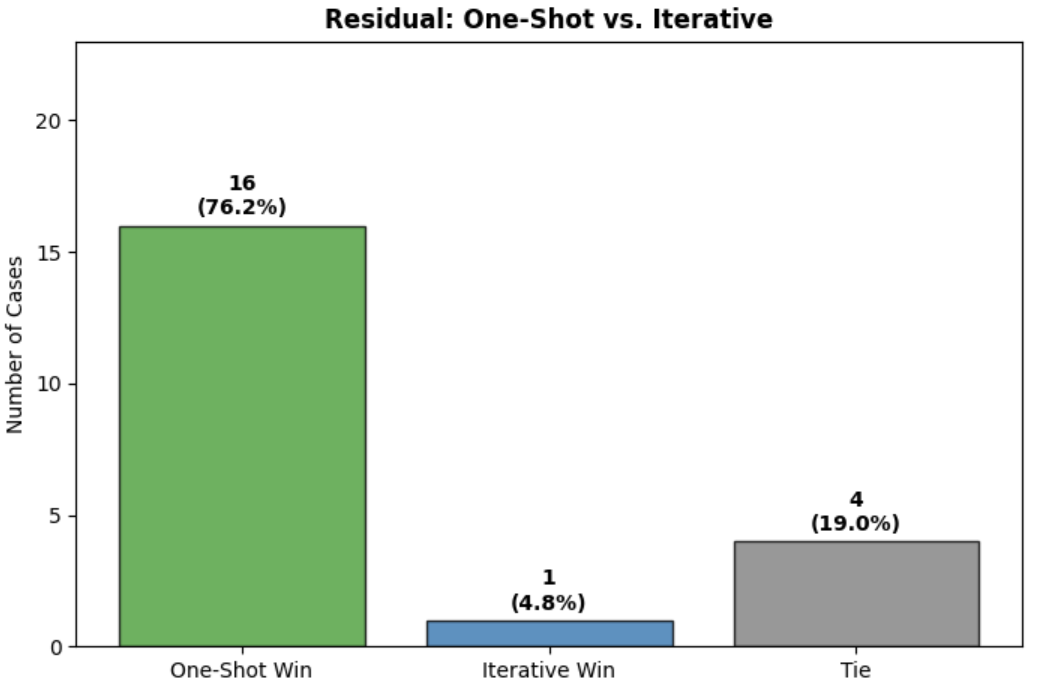 Residual: One-Shot vs. Iterative
Number of Cases
20
15
10
5
0
16
(76.2%)
1
(4.8%)
4
(19.0%)
One-Shot Win
Iterative Win
Tie